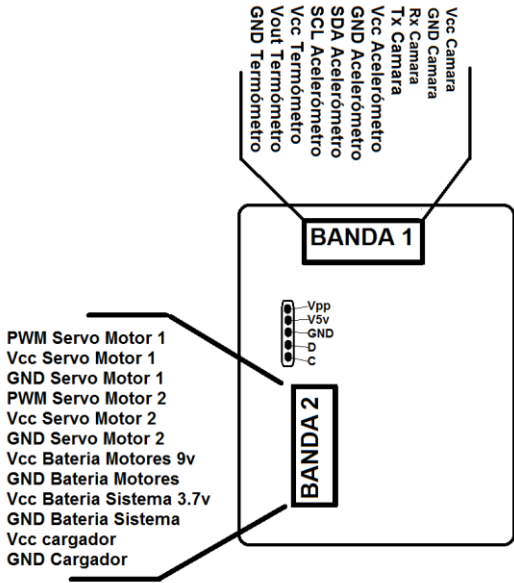 Vcc Camara
GND Camara
Rx Camara
Tx Camara
Vcc Acelerómetro
GND Acelerómetro
SDA Acelerómetro
SCL Acelerómetro
Vcc Termómetro
Vout Termómetro
GND Termómetro
BANDA 1
Vpp
V5v
GND
D
C
BANDA 2
PWM Servo Motor 1
Vcc Servo Motor 1
GND Servo Motor 1
PWM Servo Motor 2
Vcc Servo Motor 2
GND Servo Motor 2
Vcc Bateria Motores 9v
GND Bateria Motores
Vcc Bateria Sistema 3.7v
GND Bateria Sistema
Vcc cargador
GND Cargador